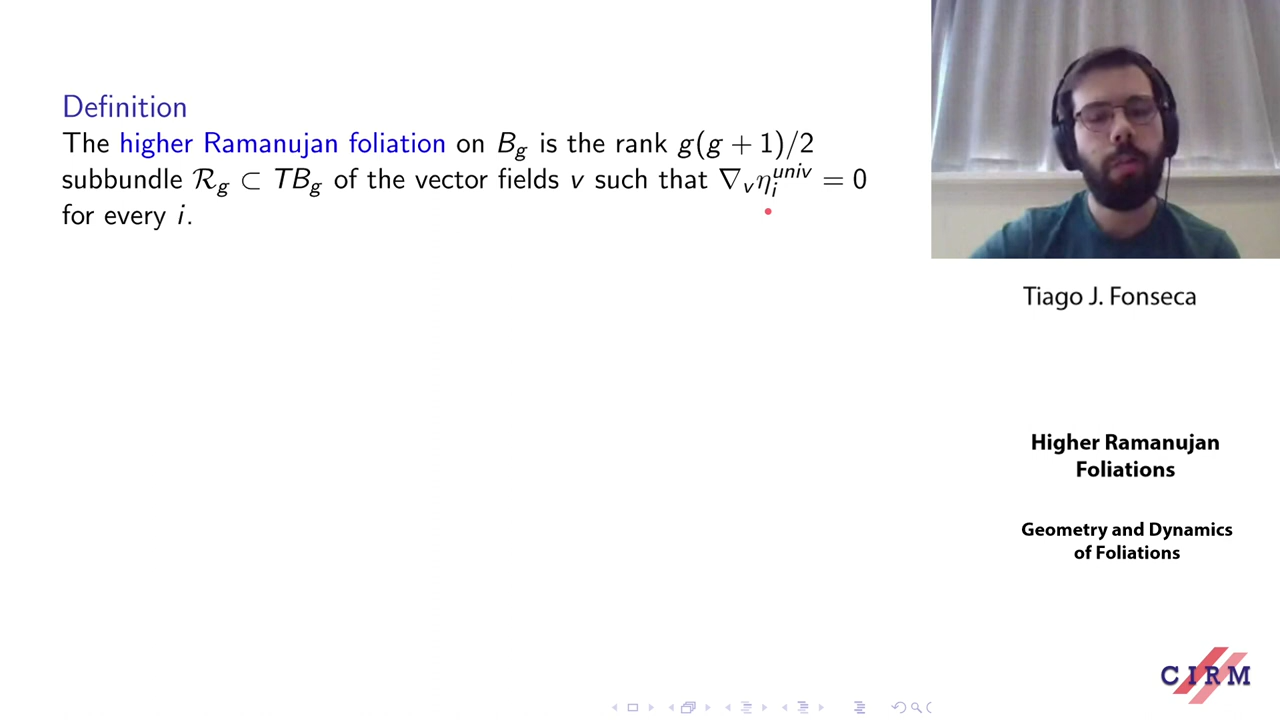 Definition
The higher Ramanujan foliation on B_g is the rank g(g + 1)/2
subbundle R_g ⊂ TB_g of the vector fields v such that ∇_v η_i^{univ} = 0
for every i.
Tiago J. Fonseca
Higher Ramanujan
Foliations
Geometry and Dynamics
of Foliations
CIRM